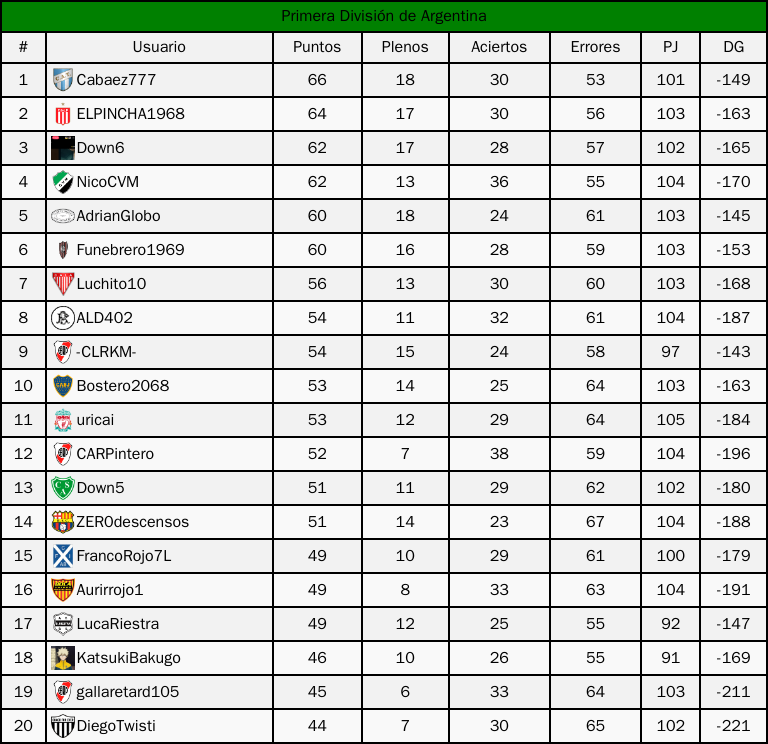 Primera División de Argentina
# Usuario Puntos Plenos Aciertos Errores PJ DG
1 Cabaez777 66 18 30 53 101 -149
2 ELPINCHA1968 64 17 30 56 103 -163
3 Down6 62 17 28 57 102 -165
4 NicoCVM 62 13 36 55 104 -170
5 AdrianGlobo 60 18 24 61 103 -145
6 Funebrero1969 60 16 28 59 103 -153
7 Luchito10 56 13 30 60 103 -168
8 ALD402 54 11 32 61 104 -187
9 -CLRKM- 54 15 24 58 97 -143
10 Bostero2068 53 14 25 64 103 -163
11 uricai 53 12 29 64 105 -184
12 CARPintero 52 7 38 59 104 -196
13 Down5 51 11 29 62 102 -180
14 ZER0descensos 51 14 23 67 104 -188
15 FrancoRojo7L 49 10 29 61 100 -179
16 Aurirrojo1 49 8 33 63 104 -191
17 LucaRiestra 49 12 25 55 92 -147
18 KatsukiBakugo 46 10 26 55 91 -169
19 gallaretard105 45 6 33 64 103 -211
20 DiegoTwisti 44 7 30 65 102 -221